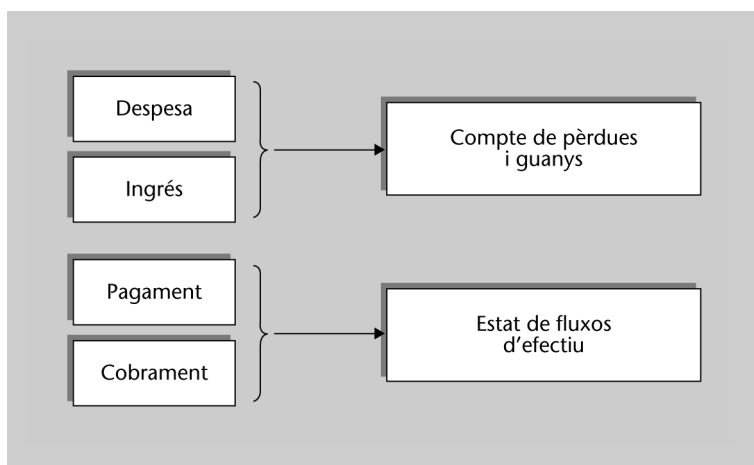 Despesa
Ingrés
Compte de pèrdues
i guanys
Pagament
Cobrament
Estat de fluxos
d’efectiu